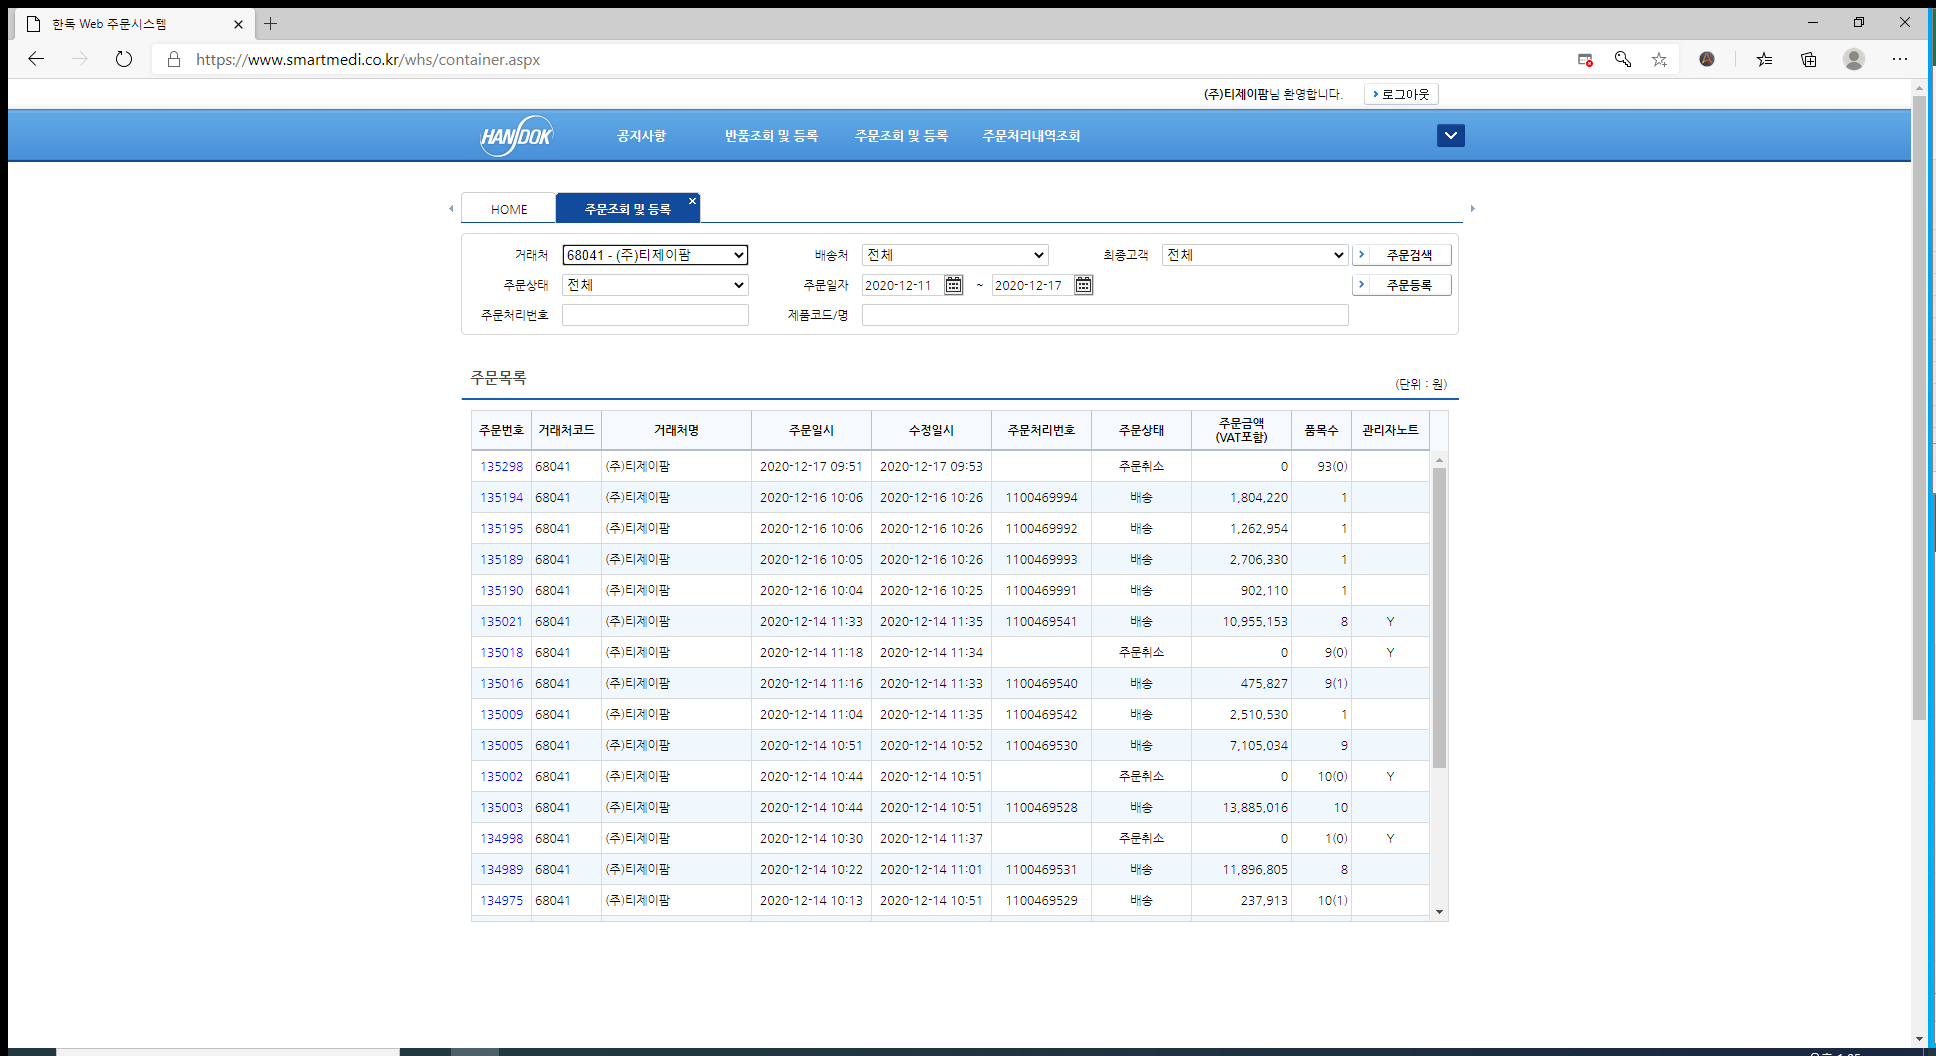 한독 Web 주문시스템
https://www.smartmedi.co.kr/whs/container.aspx
(주)티제이팜님 환영합니다. 로그아웃
HANDOK 공지사항 반품조회 및 등록 주문조회 및 등록 주문처리내역조회
HOME 주문조회 및 등록
거래처 68041 - (주)티제이팜 배송처 전체 최종고객 전체 주문검색
주문상태 전체 주문일자 2020-12-11 ~ 2020-12-17 주문등록
주문처리번호 제품코드/명
주문목록
(단위 : 원)
주문번호 거래처코드 거래처명 주문일시 수정일시 주문처리번호 주문상태 주문금액 (VAT포함) 품목수 관리자노트
135298 68041 (주)티제이팜 2020-12-17 09:51 2020-12-17 09:53 주문취소 0 93(0)
135194 68041 (주)티제이팜 2020-12-16 10:06 2020-12-16 10:26 1100469994 배송 1,804,220 1
135195 68041 (주)티제이팜 2020-12-16 10:06 2020-12-16 10:26 1100469992 배송 1,262,954 1
135189 68041 (주)티제이팜 2020-12-16 10:05 2020-12-16 10:26 1100469993 배송 2,706,330 1
135190 68041 (주)티제이팜 2020-12-16 10:04 2020-12-16 10:25 1100469991 배송 902,110 1
135021 68041 (주)티제이팜 2020-12-14 11:33 2020-12-14 11:35 1100469541 배송 10,955,153 8 Y
135018 68041 (주)티제이팜 2020-12-14 11:18 2020-12-14 11:34 주문취소 0 9(0) Y
135016 68041 (주)티제이팜 2020-12-14 11:16 2020-12-14 11:33 1100469540 배송 475,827 9(1)
135009 68041 (주)티제이팜 2020-12-14 11:04 2020-12-14 11:35 1100469542 배송 2,510,530 1
135005 68041 (주)티제이팜 2020-12-14 10:51 2020-12-14 10:52 1100469530 배송 7,105,034 9
135002 68041 (주)티제이팜 2020-12-14 10:44 2020-12-14 10:51 주문취소 0 10(0) Y
135003 68041 (주)티제이팜 2020-12-14 10:44 2020-12-14 10:51 1100469528 배송 13,885,016 10
134998 68041 (주)티제이팜 2020-12-14 10:30 2020-12-14 11:37 주문취소 0 1(0) Y
134989 68041 (주)티제이팜 2020-12-14 10:22 2020-12-14 11:01 1100469531 배송 11,896,805 8
134975 68041 (주)티제이팜 2020-12-14 10:13 2020-12-14 10:51 1100469529 배송 237,913 10(1)